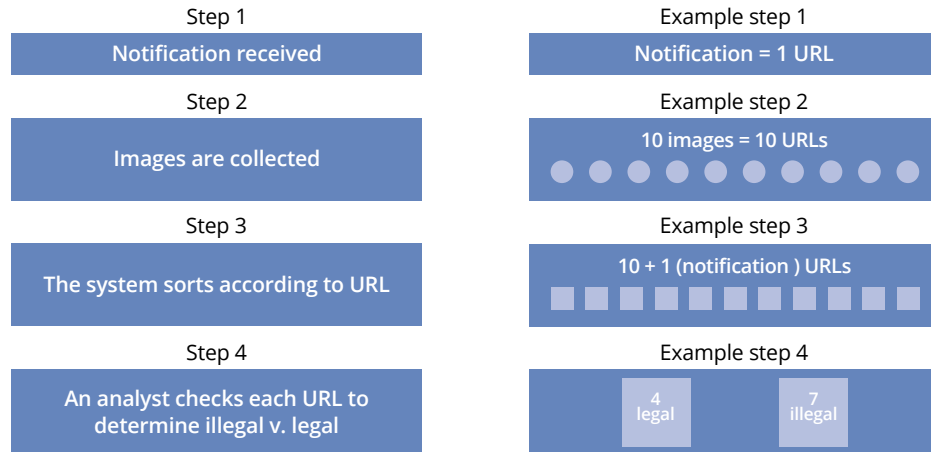 Step 1
Notification received
Step 2
Images are collected
Step 3
The system sorts according to URL
Step 4
An analyst checks each URL to
determine illegal v. legal
Example step 1
Notification = 1 URL
Example step 2
10 images = 10 URLs
Example step 3
10 + 1 (notification ) URLs
Example step 4
4
legal
7
illegal